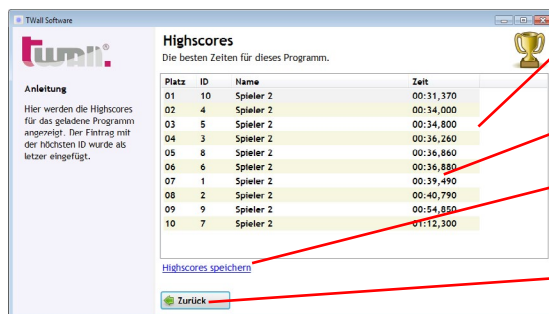 TWall Software
twall®
Anleitung
Hier werden die Highscores
für das geladene Programm
angezeigt. Der Eintrag mit
der höchsten ID wurde als
letzer eingefügt.
Highscores
Die besten Zeiten für dieses Programm.
Platz ID Name Zeit
01 10 Spieler 2 00:31,370
02 4 Spieler 2 00:34,000
03 5 Spieler 2 00:34,800
04 3 Spieler 2 00:36,260
05 8 Spieler 2 00:36,860
06 6 Spieler 2 00:36,880
07 1 Spieler 2 00:39,490
08 2 Spieler 2 00:40,790
09 9 Spieler 2 00:54,850
10 7 Spieler 2 01:12,300
Highscores speichern
Zurück